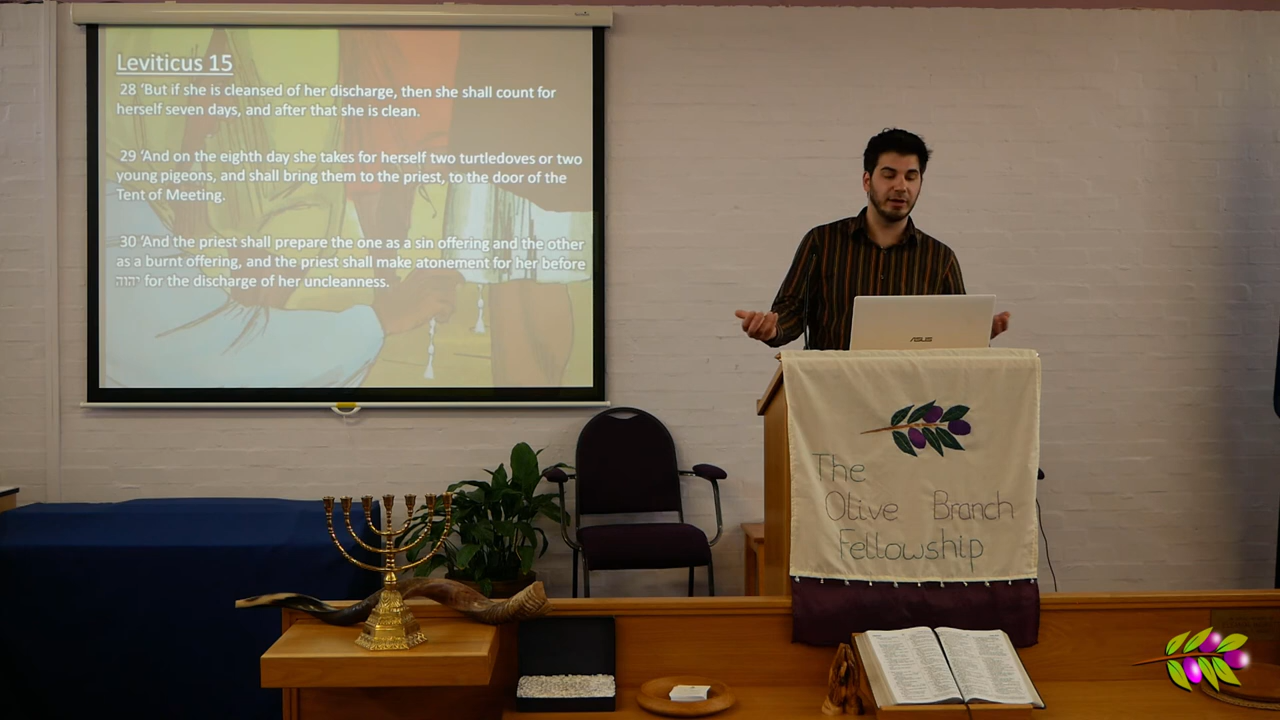 Leviticus 15
28 ‘But if she is cleansed of her discharge, then she shall count for
herself seven days, and after that she is clean.
29 ‘And on the eighth day she takes for herself two turtledoves or two
young pigeons, and shall bring them to the priest, to the door of the
Tent of Meeting.
30 ‘And the priest shall prepare the one as a sin offering and the other
as a burnt offering, and the priest shall make atonement for her before
יהוה for the discharge of her uncleanness.
ASUS
The
Olive Branch
Fellowship